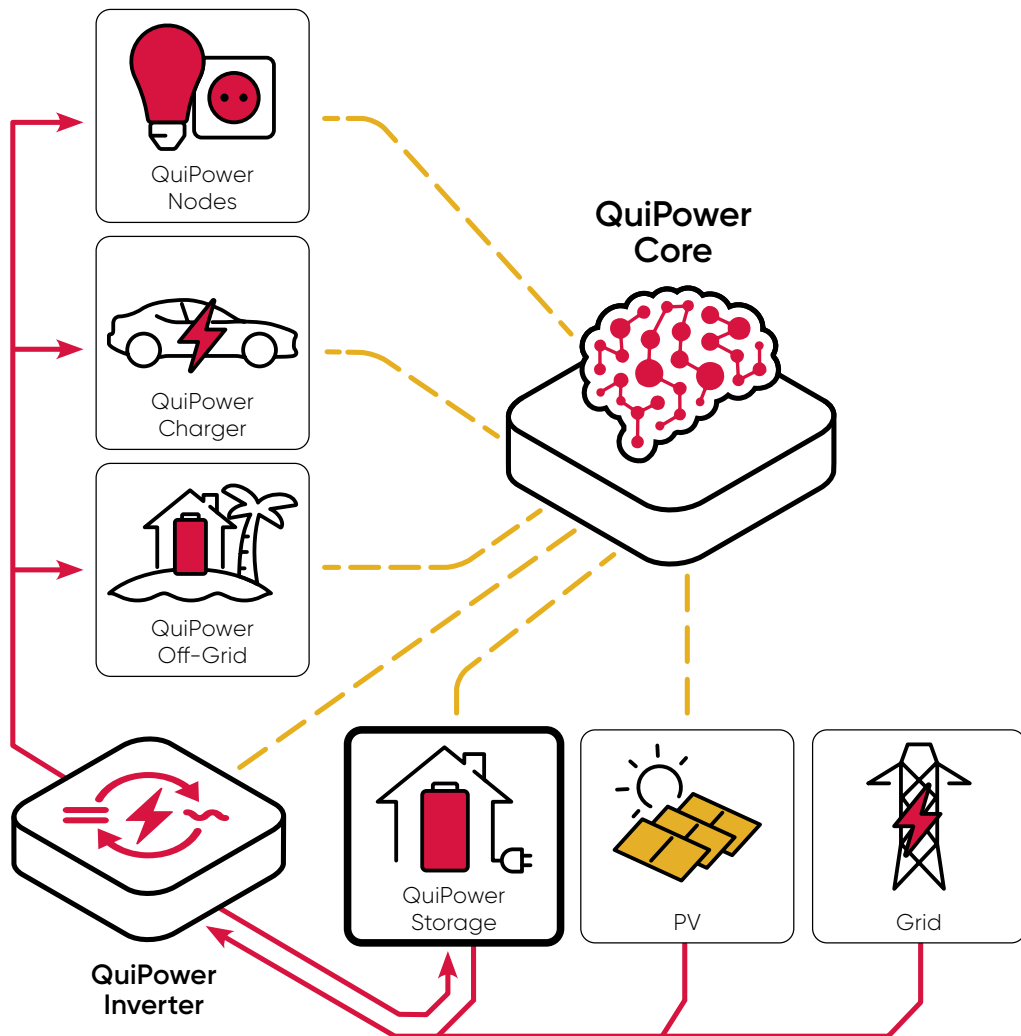 QuiPower
Nodes
QuiPower
Core
QuiPower
Charger
QuiPower
Off-Grid
QuiPower
Storage
PV
Grid
QuiPower
Inverter